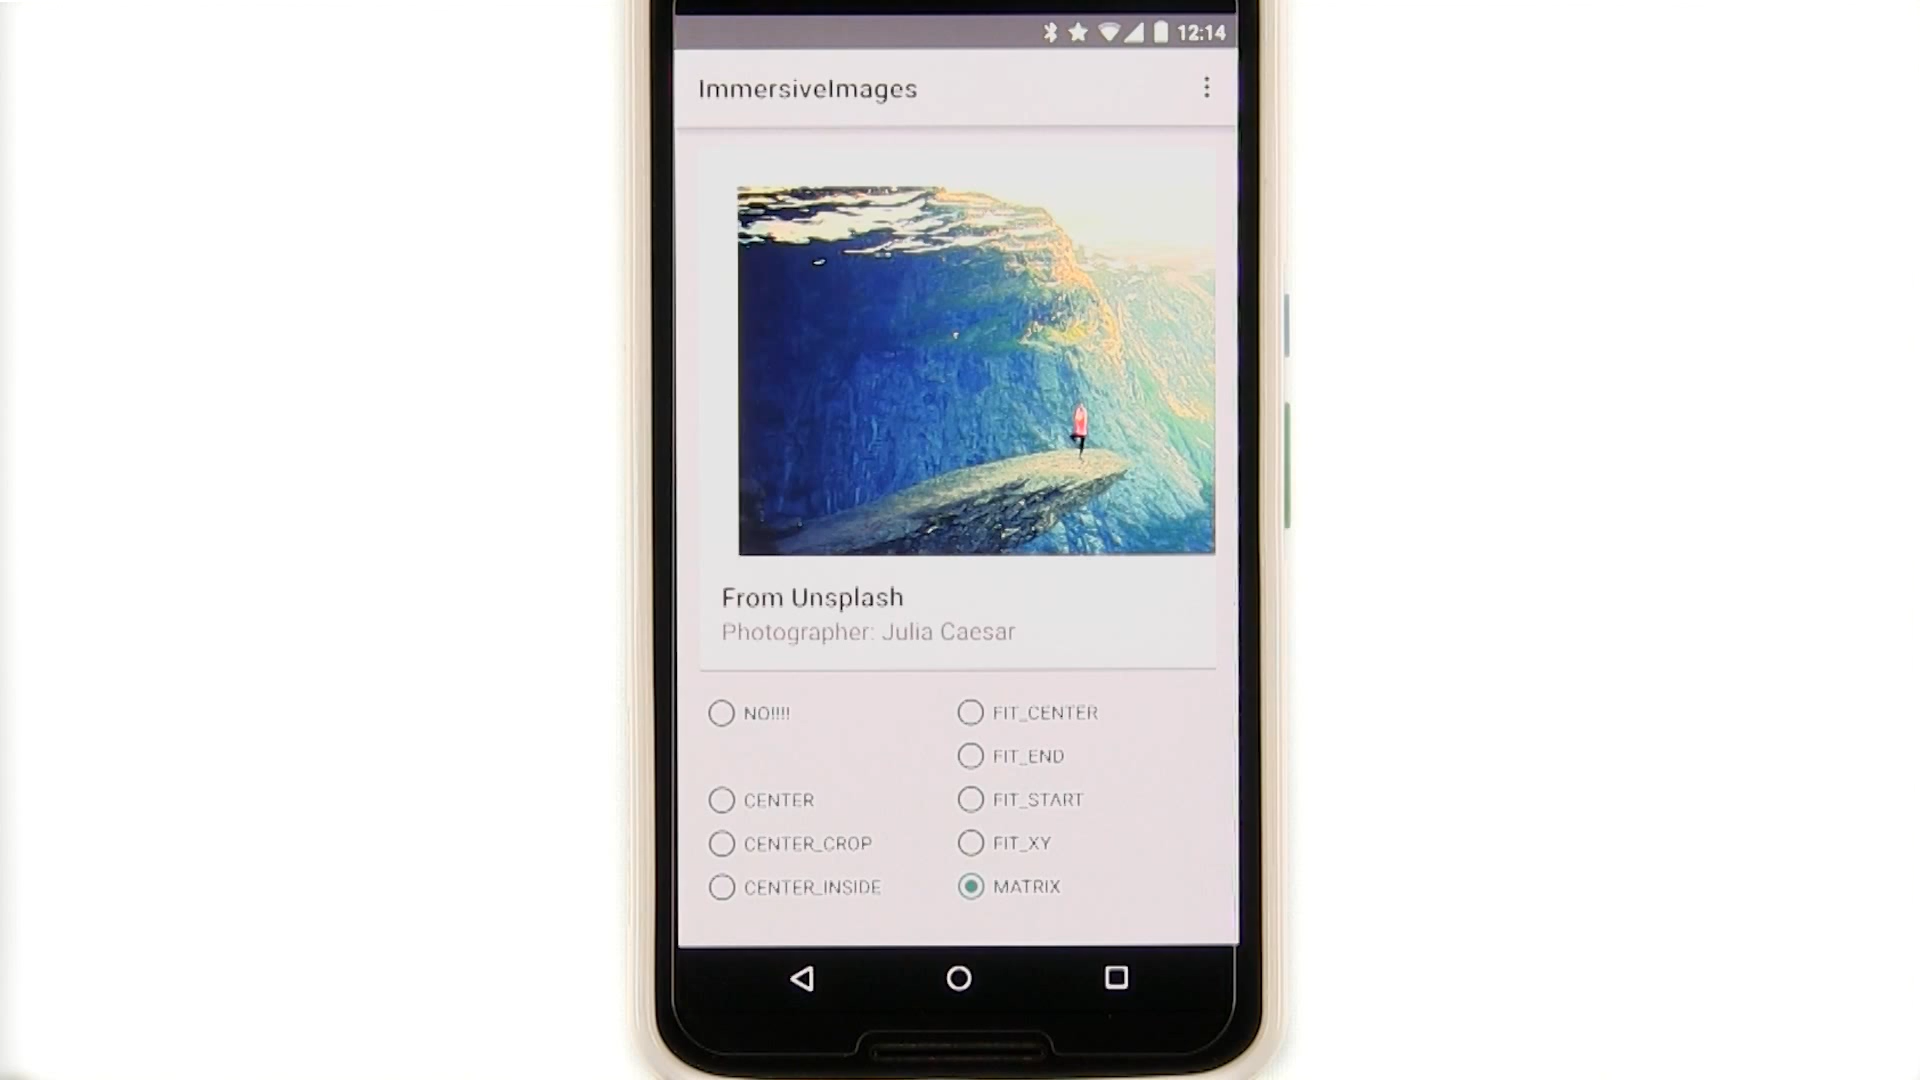 12:14
ImmersiveImages
From Unsplash
Photographer: Julia Caesar
NO!!!!
FIT_CENTER
FIT_END
CENTER
FIT_START
CENTER_CROP
FIT_XY
CENTER_INSIDE
MATRIX